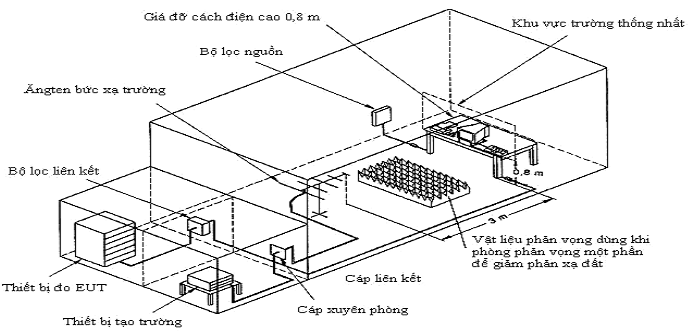 Giá đỡ cách điện cao 0,8 m
Khu vực trường thống nhất
Bộ lọc nguồn
Ăngten bức xạ trường
Bộ lọc liên kết
0,8 m
3 m
Vật liệu phản vọng dùng khi
phòng phản vọng một phần
để giảm phản xạ đất
Cáp liên kết
Thiết bị đo EUT
Cáp xuyên phòng
Thiết bị tạo trường